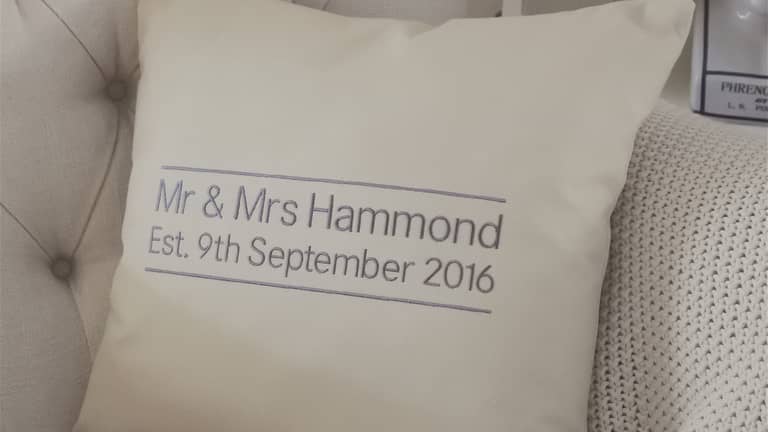 Mr & Mrs Hammond
Est. 9th September 2016